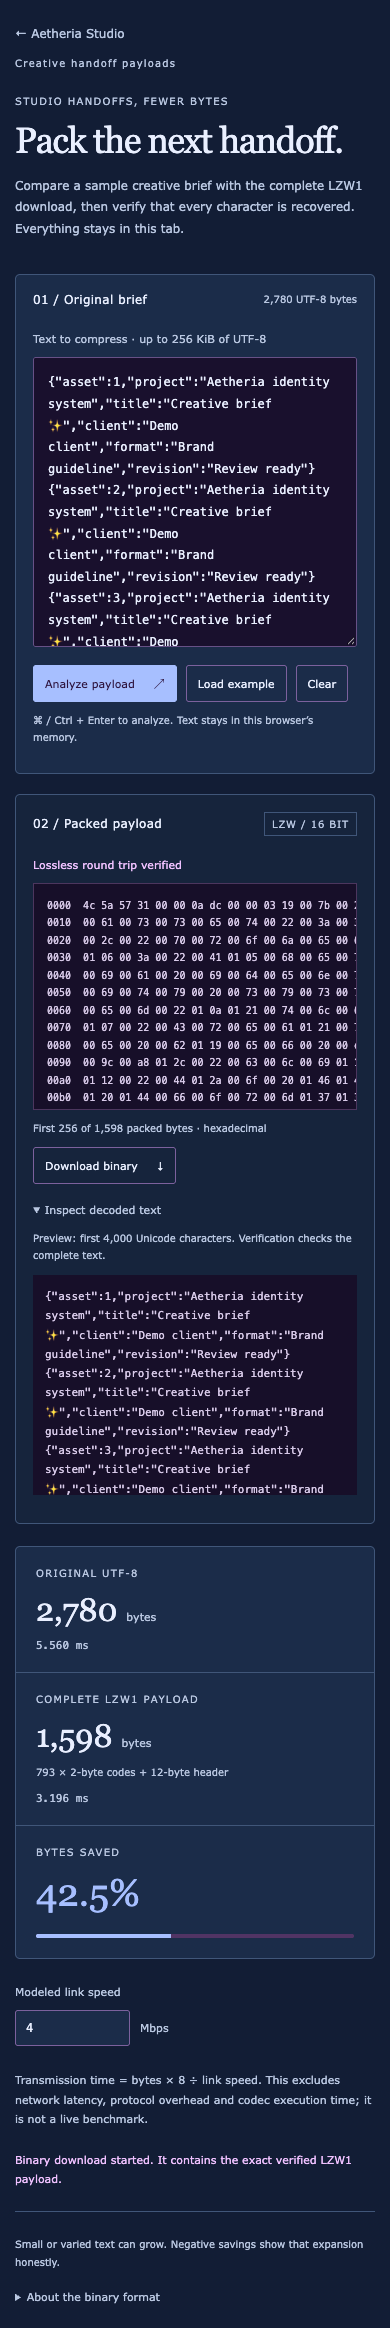 ← Aetheria Studio
Creative handoff payloads
STUDIO HANDOFFS, FEWER BYTES
Pack the next handoff.
Compare a sample creative brief with the complete LZW1
download, then verify that every character is recovered.
Everything stays in this tab.
01 / Original brief
2,780 UTF-8 bytes
Text to compress · up to 256 KiB of UTF-8
{"asset":1,"project":"Aetheria identity
system","title":"Creative brief
✨","client":"Demo
client","format":"Brand
guideline","revision":"Review ready"}
{"asset":2,"project":"Aetheria identity
system","title":"Creative brief
✨","client":"Demo
client","format":"Brand
guideline","revision":"Review ready"}
{"asset":3,"project":"Aetheria identity
system","title":"Creative brief
✨","client":"Demo
Analyze payload ↗
Load example
Clear
⌘ / Ctrl + Enter to analyze. Text stays in this browser's
memory.
02 / Packed payload
LZW / 16 BIT
Lossless round trip verified
0000 4c 5a 57 31 00 00 0a dc 00 00 03 19 00 7b 00
0010 00 61 00 73 00 73 00 65 00 74 00 22 00 3a 00
0020 00 2c 00 22 00 70 00 72 00 6f 00 6a 00 65 00
0030 01 06 00 3a 00 22 00 41 01 05 00 68 00 65 00
0040 00 69 00 61 00 20 00 69 00 64 00 65 00 6e 00
0050 00 69 00 74 00 79 00 20 00 73 00 79 00 73 00
0060 00 65 00 6d 00 22 01 0a 01 21 00 74 00 6c 00
0070 01 07 00 22 00 43 00 72 00 65 00 61 01 21 00
0080 00 65 00 20 00 62 01 19 00 65 00 66 00 20 00
0090 00 9c 00 a8 01 2c 00 22 00 63 00 6c 00 69 01
00a0 01 12 00 22 00 44 01 2a 00 6f 00 20 01 46 01
00b0 01 20 01 44 00 66 00 6f 00 72 00 6d 01 37 01
First 256 of 1,598 packed bytes · hexadecimal
Download binary ↓
▼ Inspect decoded text
Preview: first 4,000 Unicode characters. Verification checks the
complete text.
{"asset":1,"project":"Aetheria identity
system","title":"Creative brief
✨","client":"Demo client","format":"Brand
guideline","revision":"Review ready"}
{"asset":2,"project":"Aetheria identity
system","title":"Creative brief
✨","client":"Demo client","format":"Brand
guideline","revision":"Review ready"}
{"asset":3,"project":"Aetheria identity
system","title":"Creative brief
✨","client":"Demo client","format":"Brand
ORIGINAL UTF-8
2,780 bytes
5.560 ms
COMPLETE LZW1 PAYLOAD
1,598 bytes
793 × 2-byte codes + 12-byte header
3.196 ms
BYTES SAVED
42.5%
Modeled link speed
4 Mbps
Transmission time = bytes × 8 ÷ link speed. This excludes
network latency, protocol overhead and codec execution time; it
is not a live benchmark.
Binary download started. It contains the exact verified LZW1
payload.
Small or varied text can grow. Negative savings show that expansion
honestly.
▶ About the binary format